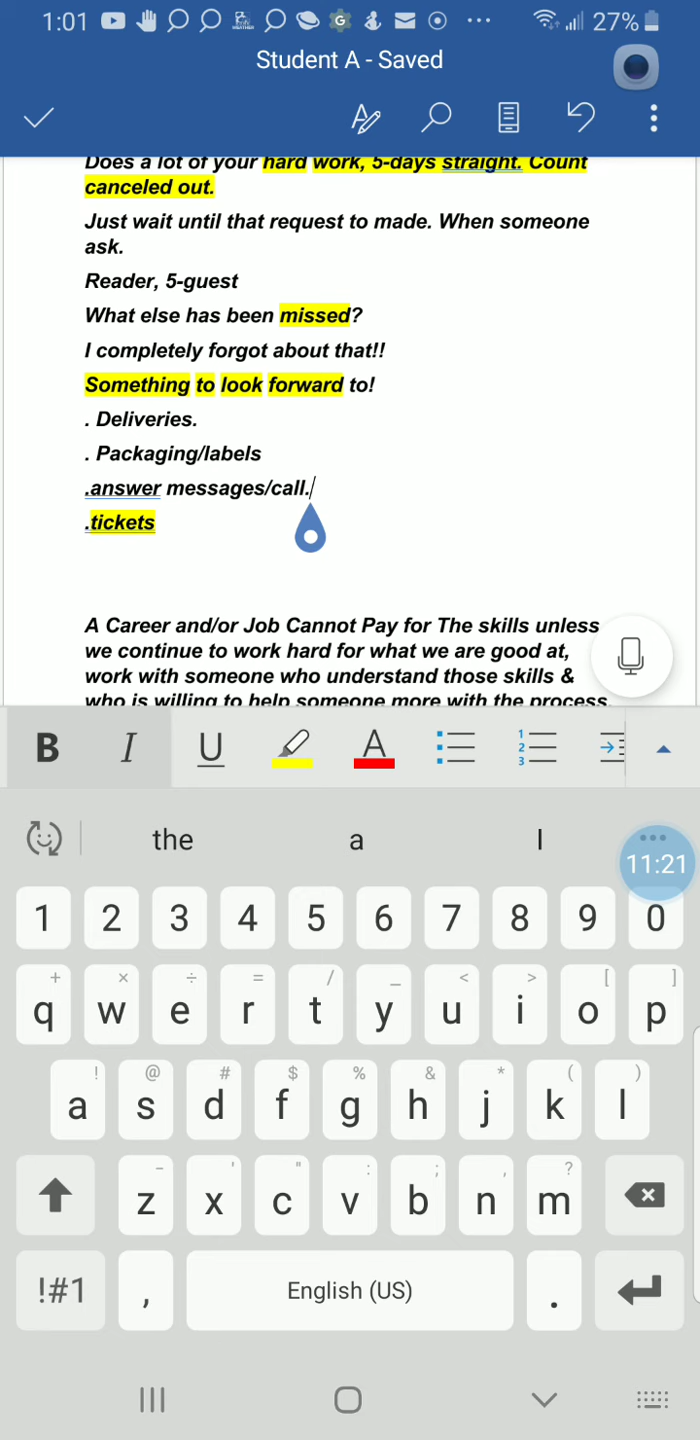 1:01 27%
Student A - Saved
Does a lot of your hard work, 5-days straight. Count
canceled out.
Just wait until that request to made. When someone
ask.
Reader, 5-guest
What else has been missed?
I completely forgot about that!!
Something to look forward to!
. Deliveries.
. Packaging/labels
.answer messages/call.
.tickets
A Career and/or Job Cannot Pay for The skills unless
we continue to work hard for what we are good at,
work with someone who understand those skills &
who is willing to help someone more with the process.
B I U A
the a I
11:21
1 2 3 4 5 6 7 8 9 0
+ × ÷ = / _ < > [ ]
q w e r t y u i o p
! @ # $ % & * ( )
a s d f g h j k l
- ' " : ; , ?
z x c v b n m
!#1 , English (US) .